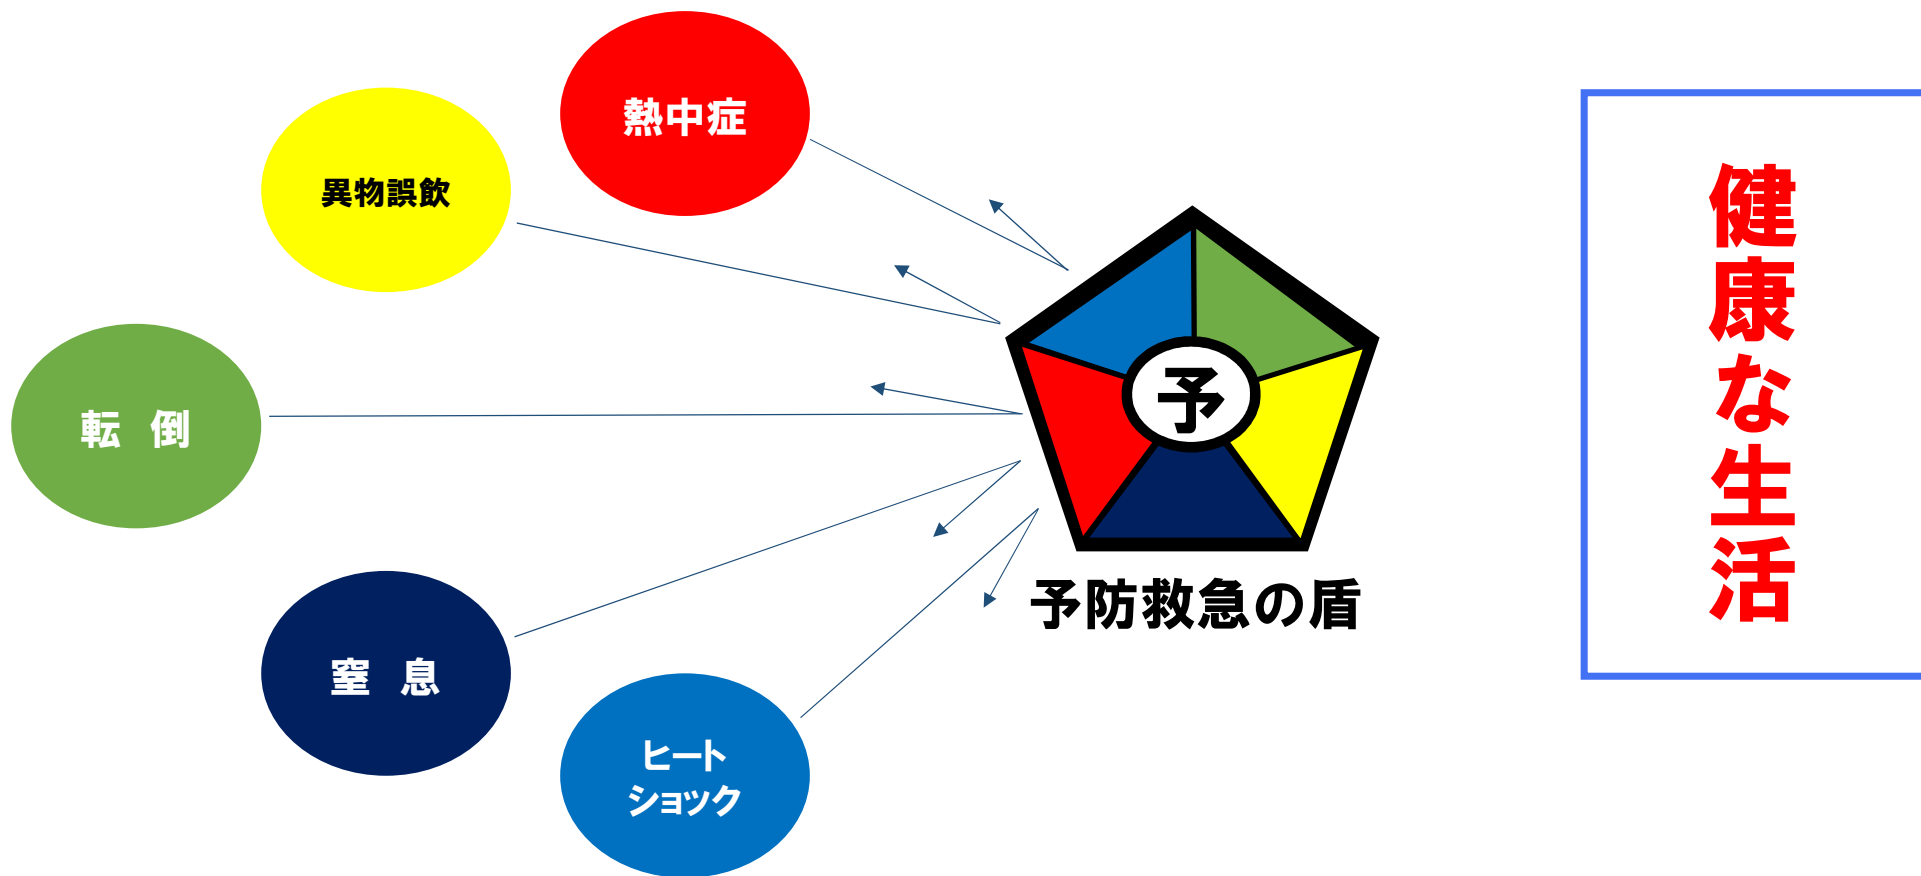 熱中症
異物誤飲
転 倒
窒 息
ヒート
ショック
予
予防救急の盾
健康な生活